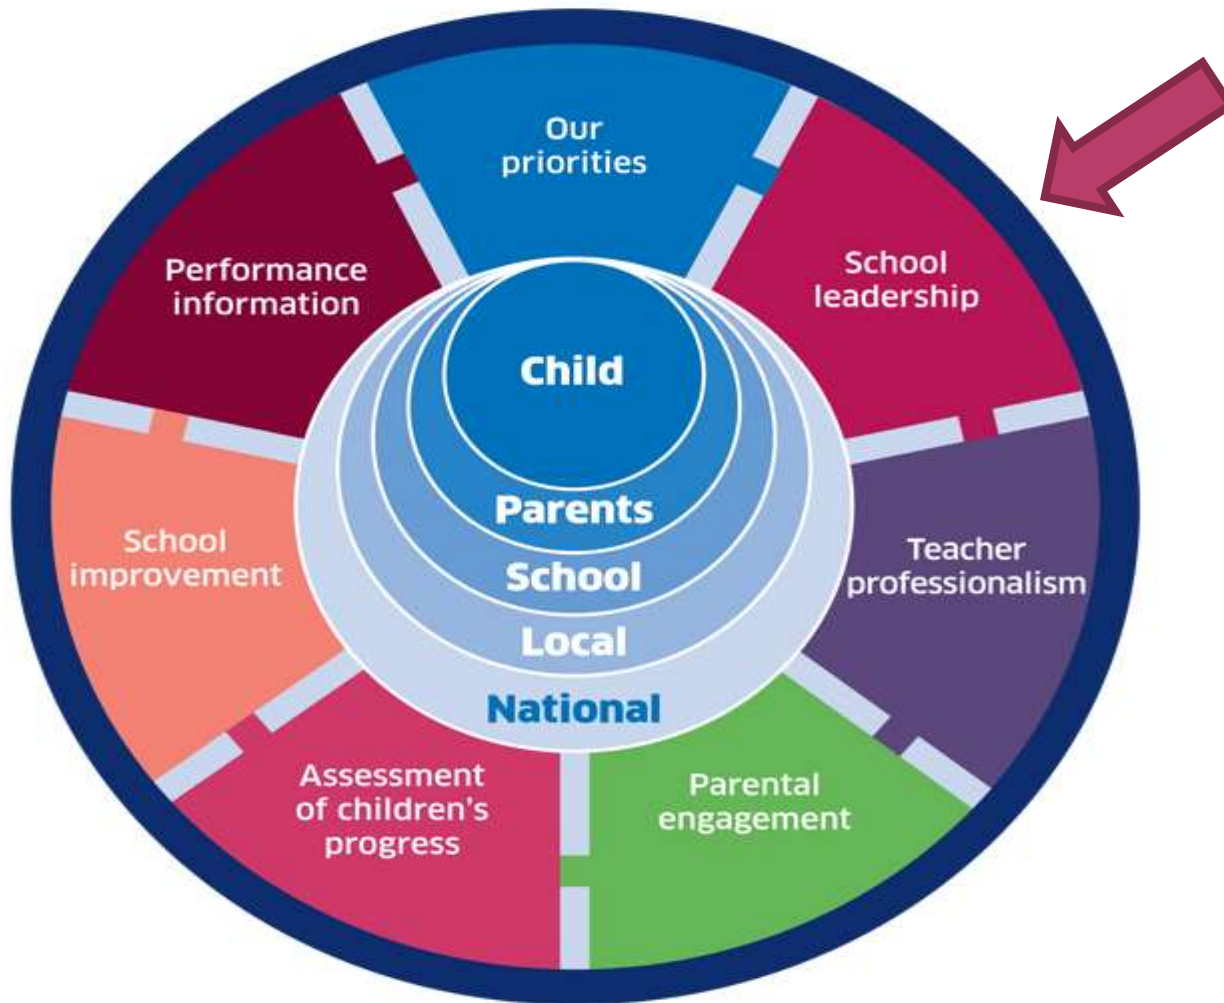 Our
priorities
School
leadership
Teacher
professionalism
Parental
engagement
Assessment
of children's
progress
School
improvement
Performance
information
Child
Parents
School
Local
National